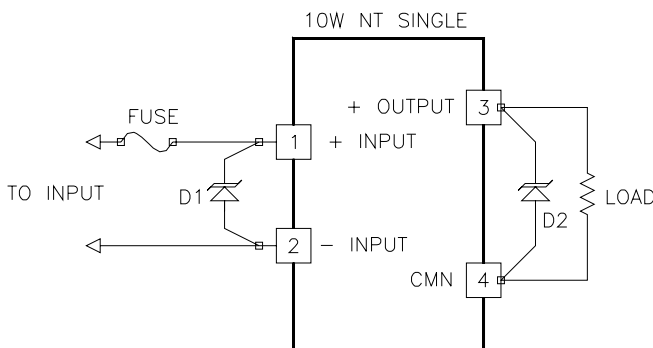 10W NT SINGLE
FUSE
+ OUTPUT 3
1 + INPUT
TO INPUT
D1
D2
LOAD
2 - INPUT
CMN 4